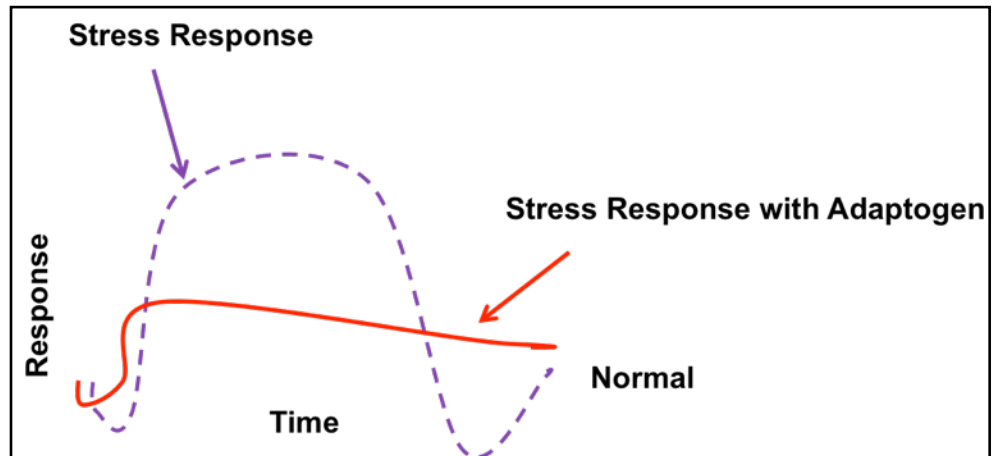 Stress Response
Stress Response with Adaptogen
Response
Normal
Time